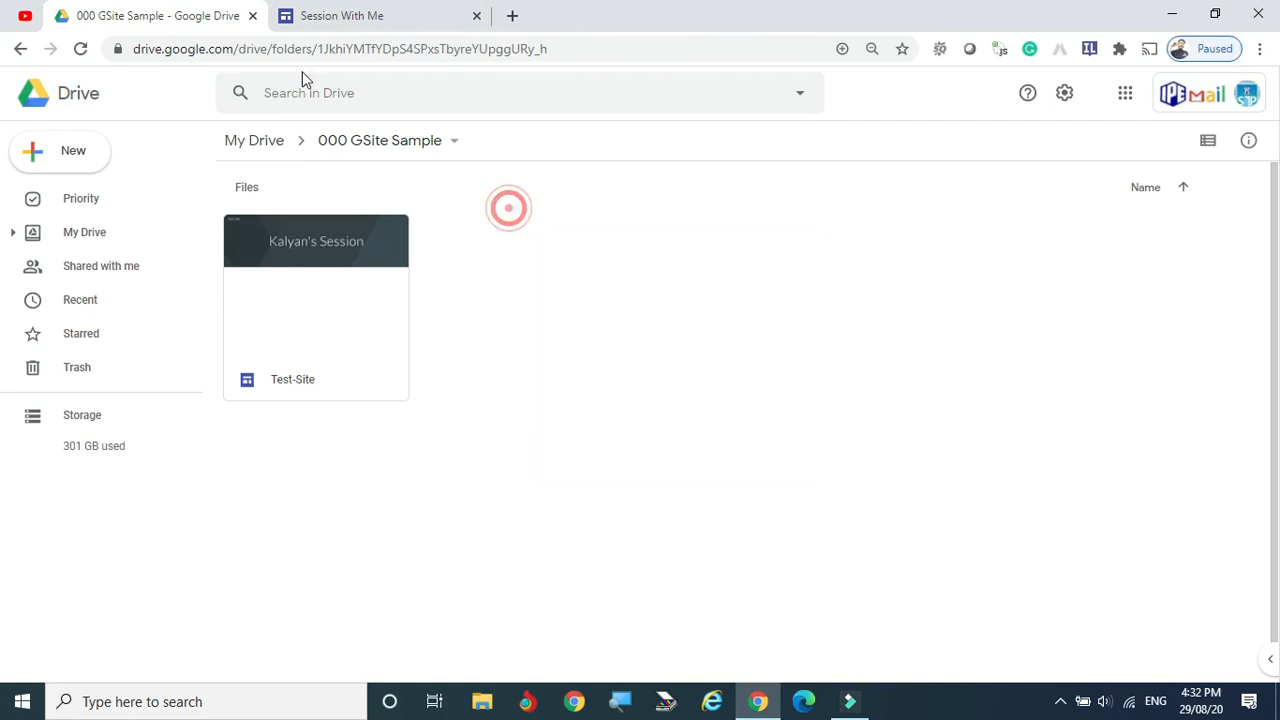 000 GSite Sample - Google Drive
Session With Me
drive.google.com/drive/folders/1JkhiYMTfYDpS4SPxsTbyreYUpggURy_h
Paused
Drive
Search in Drive
IPE Mail
New
My Drive
000 GSite Sample
Priority
My Drive
Shared with me
Recent
Starred
Trash
Storage
301 GB used
Files
Name
Kalyan's Session
Test-Site
Type here to search
ENG
4:32 PM
29/08/20